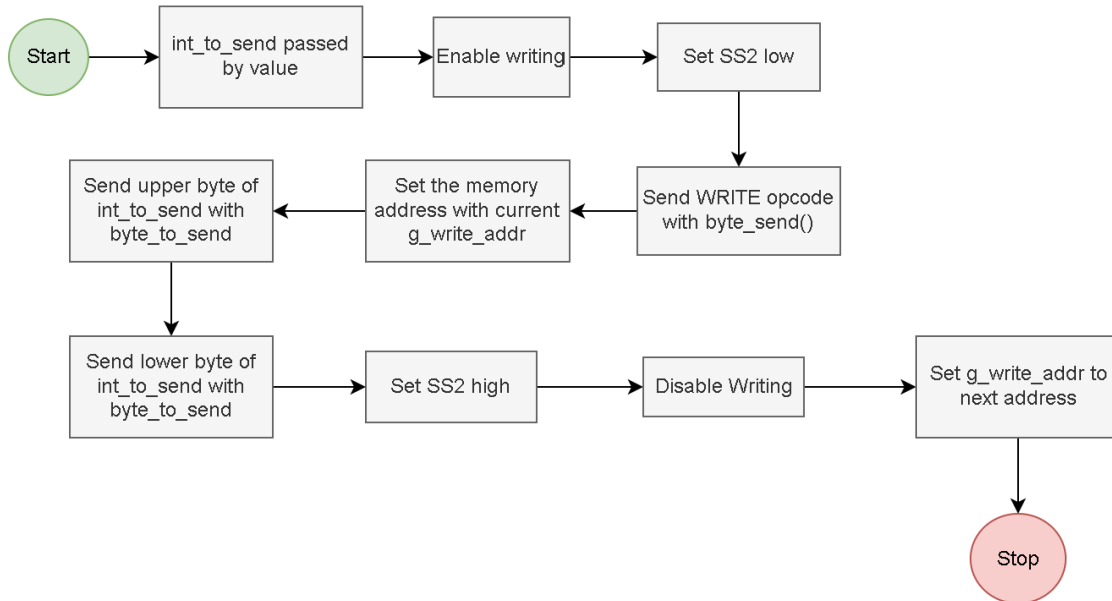 Start
int_to_send passed
by value
Enable writing
Set SS2 low
Send WRITE opcode
with byte_send()
Set the memory
address with current
g_write_addr
Send upper byte of
int_to_send with
byte_to_send
Send lower byte of
int_to_send with
byte_to_send
Set SS2 high
Disable Writing
Set g_write_addr to
next address
Stop